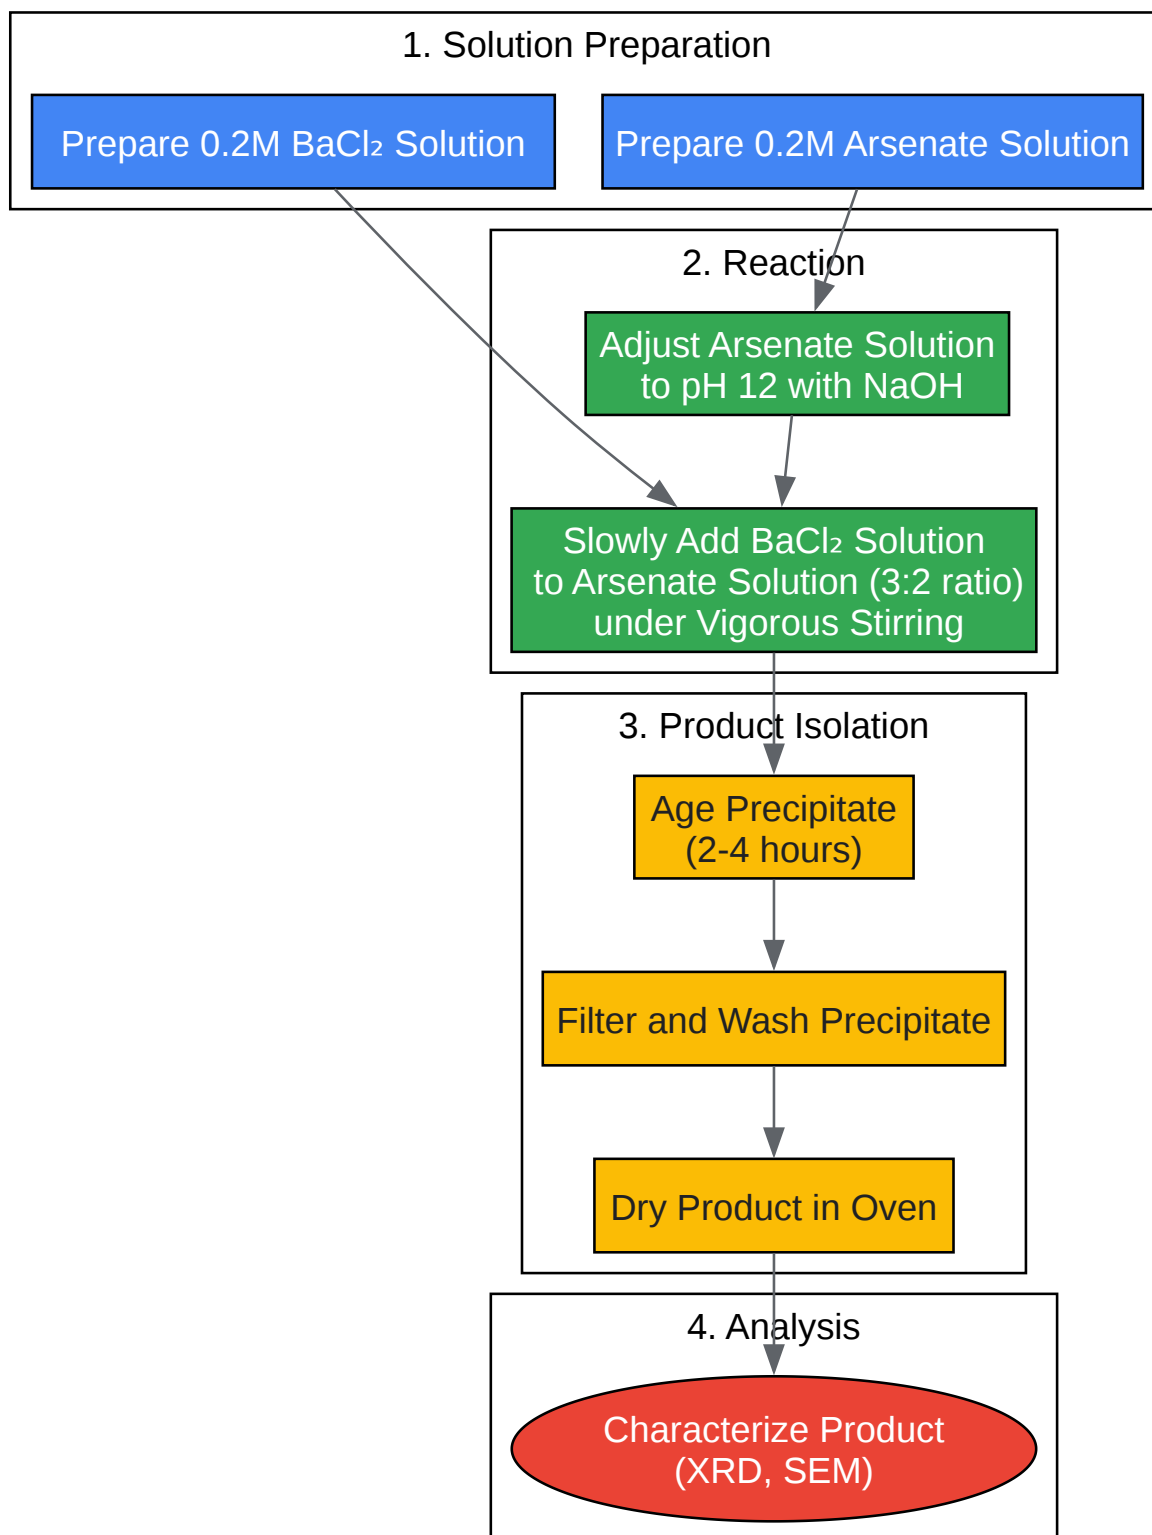 1. Solution Preparation
Prepare 0.2M BaCl₂ Solution
Prepare 0.2M Arsenate Solution
2. Reaction
Adjust Arsenate Solution
to pH 12 with NaOH
Slowly Add BaCl₂ Solution
to Arsenate Solution (3:2 ratio)
under Vigorous Stirring
3. Product Isolation
Age Precipitate
(2-4 hours)
Filter and Wash Precipitate
Dry Product in Oven
4. Analysis
Characterize Product
(XRD, SEM)